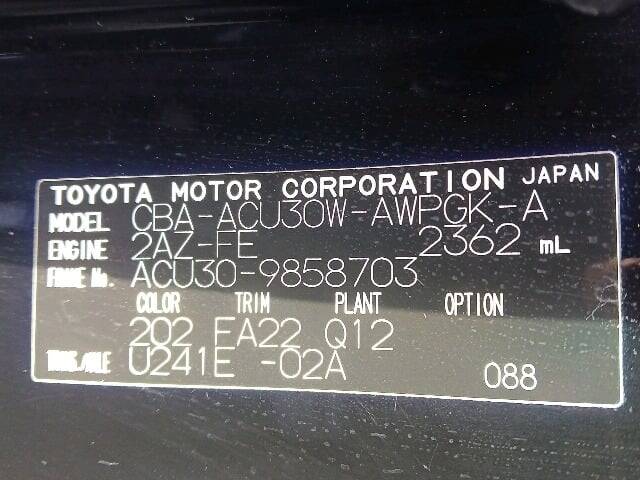 TOYOTA MOTOR CORPORATION JAPAN
MODEL CBA-ACU30W-AWPGK-A
ENGINE 2AZ-FE 2362 mL
FRAME No. ACU30-9858703
COLOR TRIM PLANT OPTION
202 EA22 Q12
TRANS./AXLE U241E -02A
088